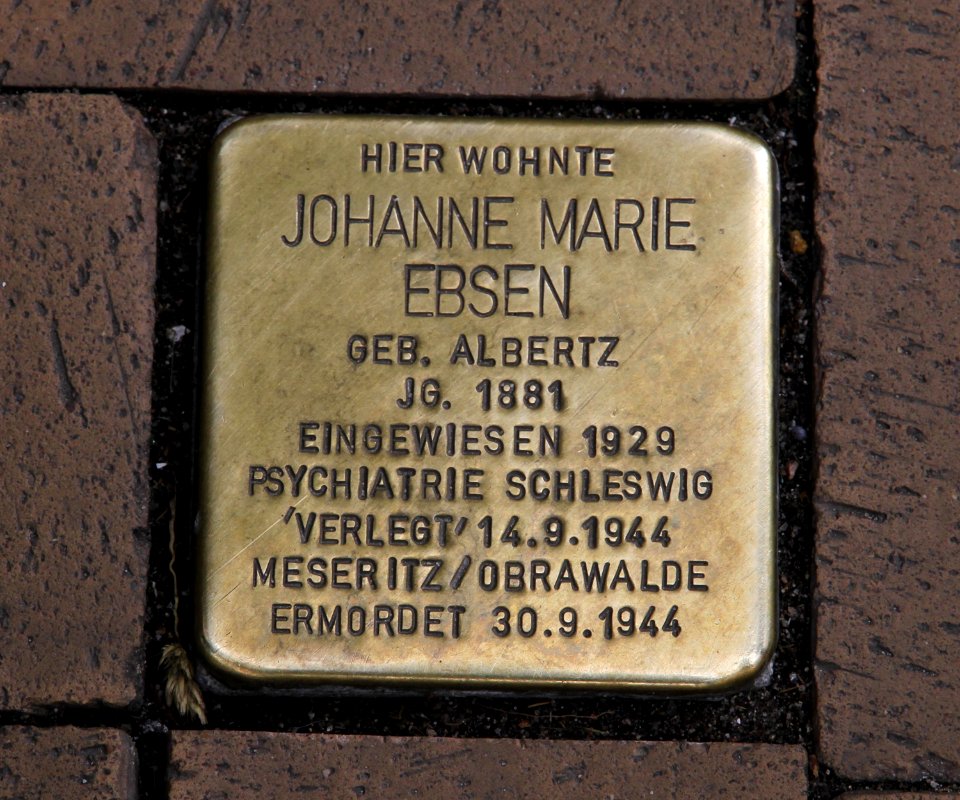 HIER WOHNTE
JOHANNE MARIE
EBSEN
GEB. ALBERTZ
JG. 1881
EINGEWIESEN 1929
PSYCHIATRIE SCHLESWIG
'VERLEGT' 14.9.1944
MESERITZ/OBRAWALDE
ERMORDET 30.9.1944